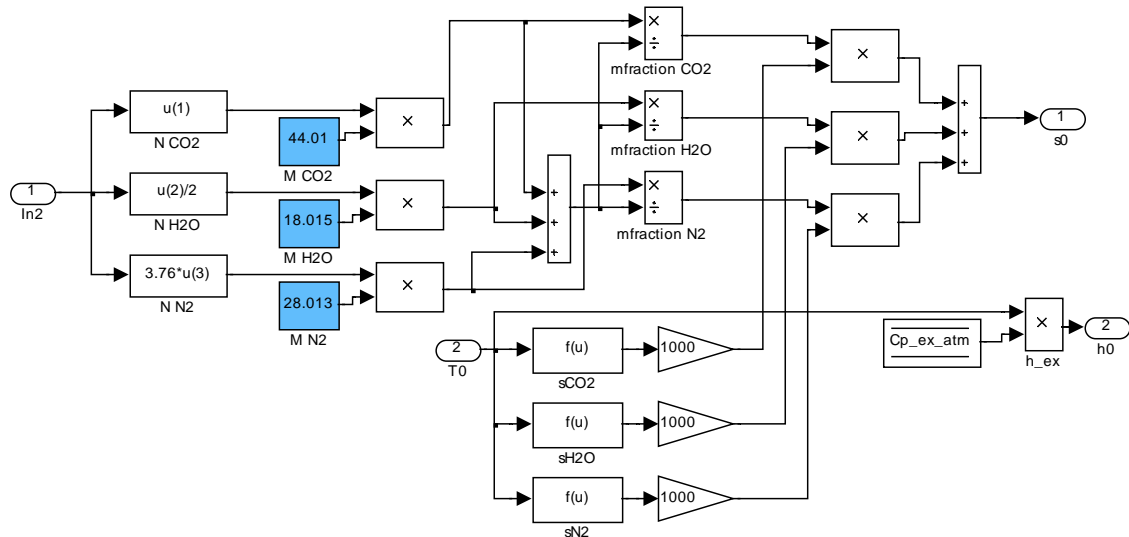 ×
÷
mfraction CO2
×
u(1)
N CO2
×
44.01
M CO2
×
÷
mfraction H2O
×
+
+
+
1
s0
1
In2
u(2)/2
N H2O
×
18.015
M H2O
+
+
+
×
÷
mfraction N2
×
3.76*u(3)
N N2
×
28.013
M N2
2
T0
f(u)
sCO2
1000
Cp_ex_atm
×
h_ex
2
h0
f(u)
sH2O
1000
f(u)
sN2
1000